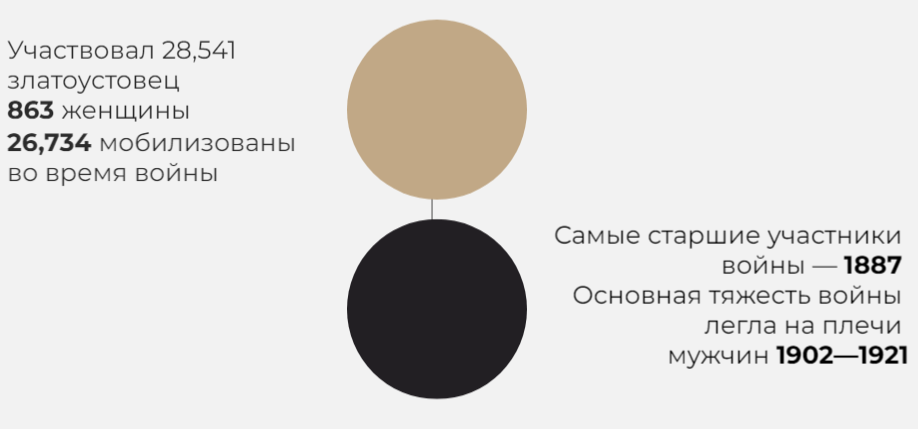 Участвовал 28,541
златоустовец
863 женщины
26,734 мобилизованы
во время войны
Самые старшие участники
войны — 1887
Основная тяжесть войны
легла на плечи
мужчин 1902—1921